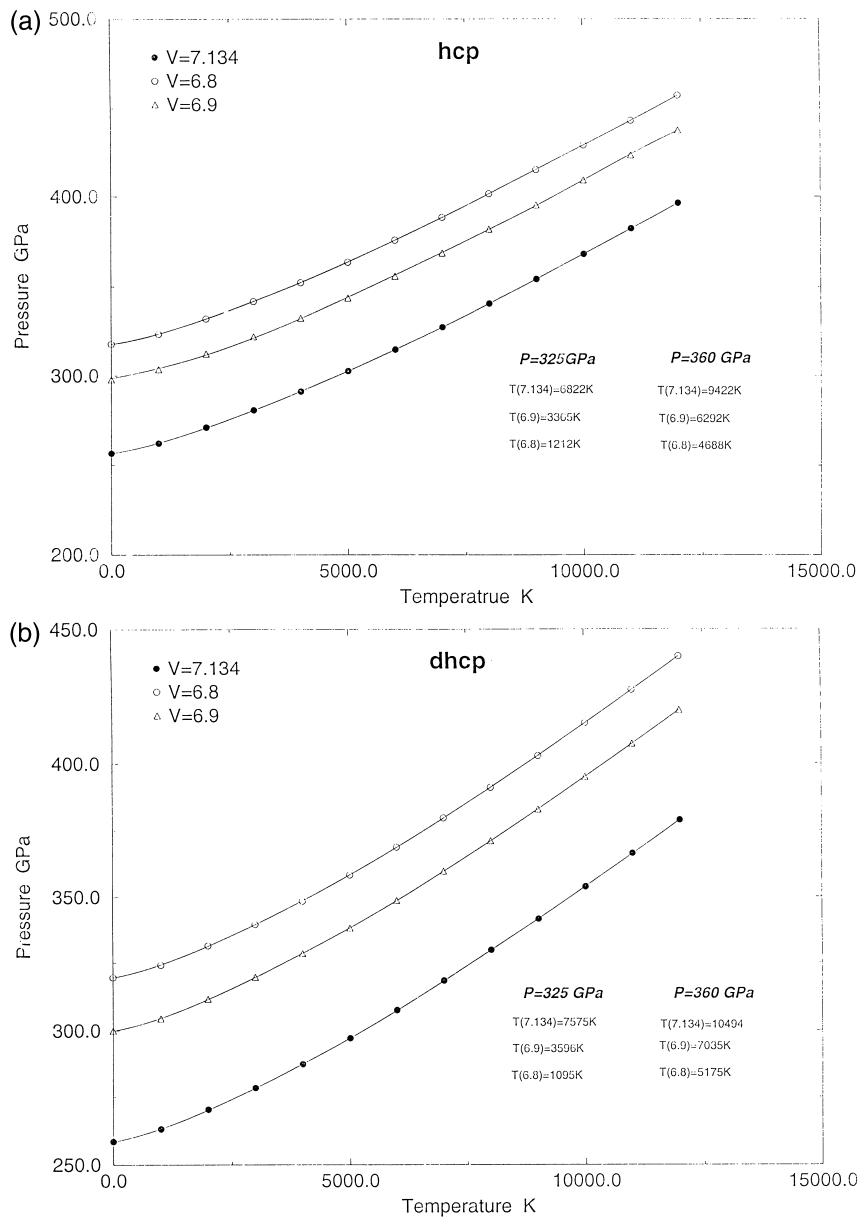 (a)
500.0
hcp
V=7.134
V=6.8
V=6.9
400.0
Pressure GPa
300.0
P=325GPa P=360 GPa
T(7.134)=6822K T(7.134)=9422K
T(6.9)=3365K T(6.9)=6292K
T(6.8)=1212K T(6.8)=4688K
200.0
0.0 5000.0 10000.0 15000.0
Temperatrue K
(b)
450.0
dhcp
V=7.134
V=6.8
V=6.9
400.0
Pressure GPa
350.0
300.0
P=325 GPa P=360 GPa
T(7.134)=7575K T(7.134)=10494
T(6.9)=3596K T(6.9)=7035K
T(6.8)=1095K T(6.8)=5175K
250.0
0.0 5000.0 10000.0 15000.0
Temperature K